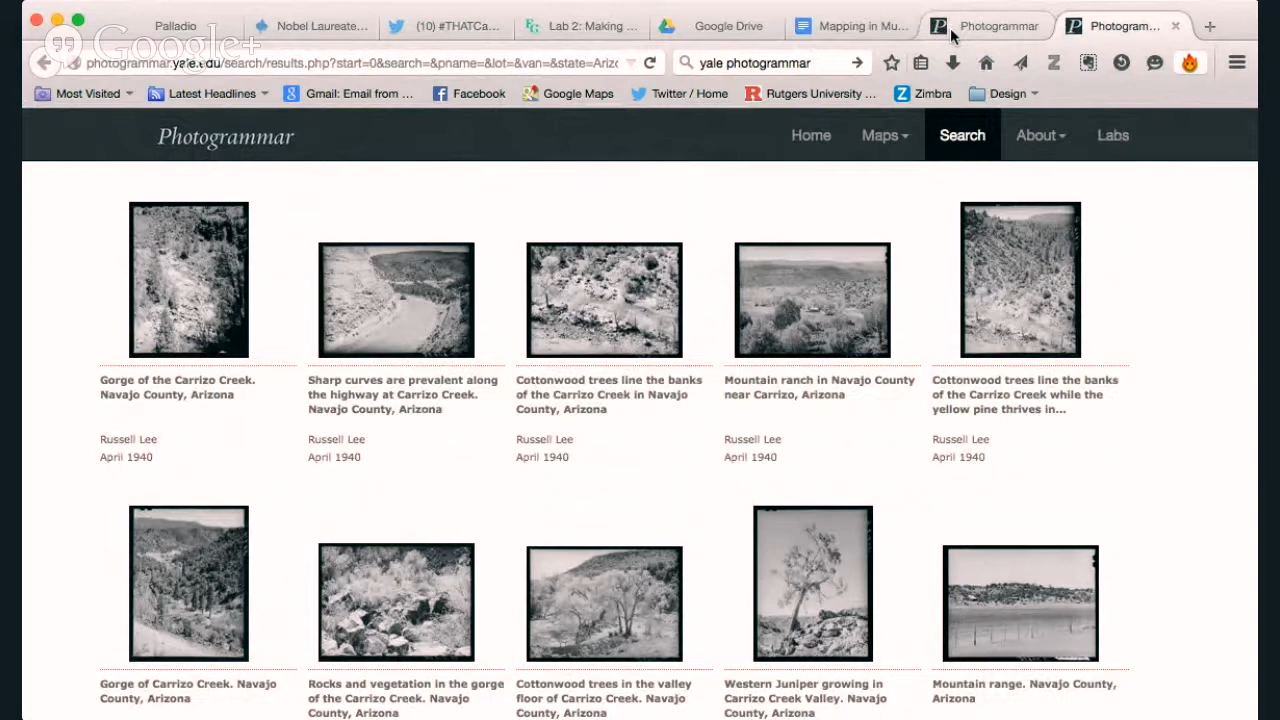 Palladio
Nobel Laureate...
(10) #THATCa...
Lab 2: Making ...
Google Drive
Mapping in Mu...
Photogrammar
Photogram...
Google+
photogrammar.yale.edu/search/results.php?start=0&search=&pname=&lot=&van=&state=Arizo
yale photogrammar
Most Visited
Latest Headlines
Gmail: Email from ...
Facebook
Google Maps
Twitter / Home
Rutgers University ...
Zimbra
Design
Photogrammar
Home
Maps
Search
About
Labs
Gorge of the Carrizo Creek.
Navajo County, Arizona
Russell Lee
April 1940
Sharp curves are prevalent along
the highway at Carrizo Creek.
Navajo County, Arizona
Russell Lee
April 1940
Cottonwood trees line the banks
of the Carrizo Creek in Navajo
County, Arizona
Russell Lee
April 1940
Mountain ranch in Navajo County
near Carrizo, Arizona
Russell Lee
April 1940
Cottonwood trees line the banks
of the Carrizo Creek while the
yellow pine thrives in...
Russell Lee
April 1940
Gorge of Carrizo Creek. Navajo
County, Arizona
Rocks and vegetation in the gorge
of the Carrizo Creek. Navajo
County, Arizona
Cottonwood trees in the valley
floor of Carrizo Creek. Navajo
County, Arizona
Western Juniper growing in
Carrizo Creek Valley. Navajo
County, Arizona
Mountain range. Navajo County,
Arizona